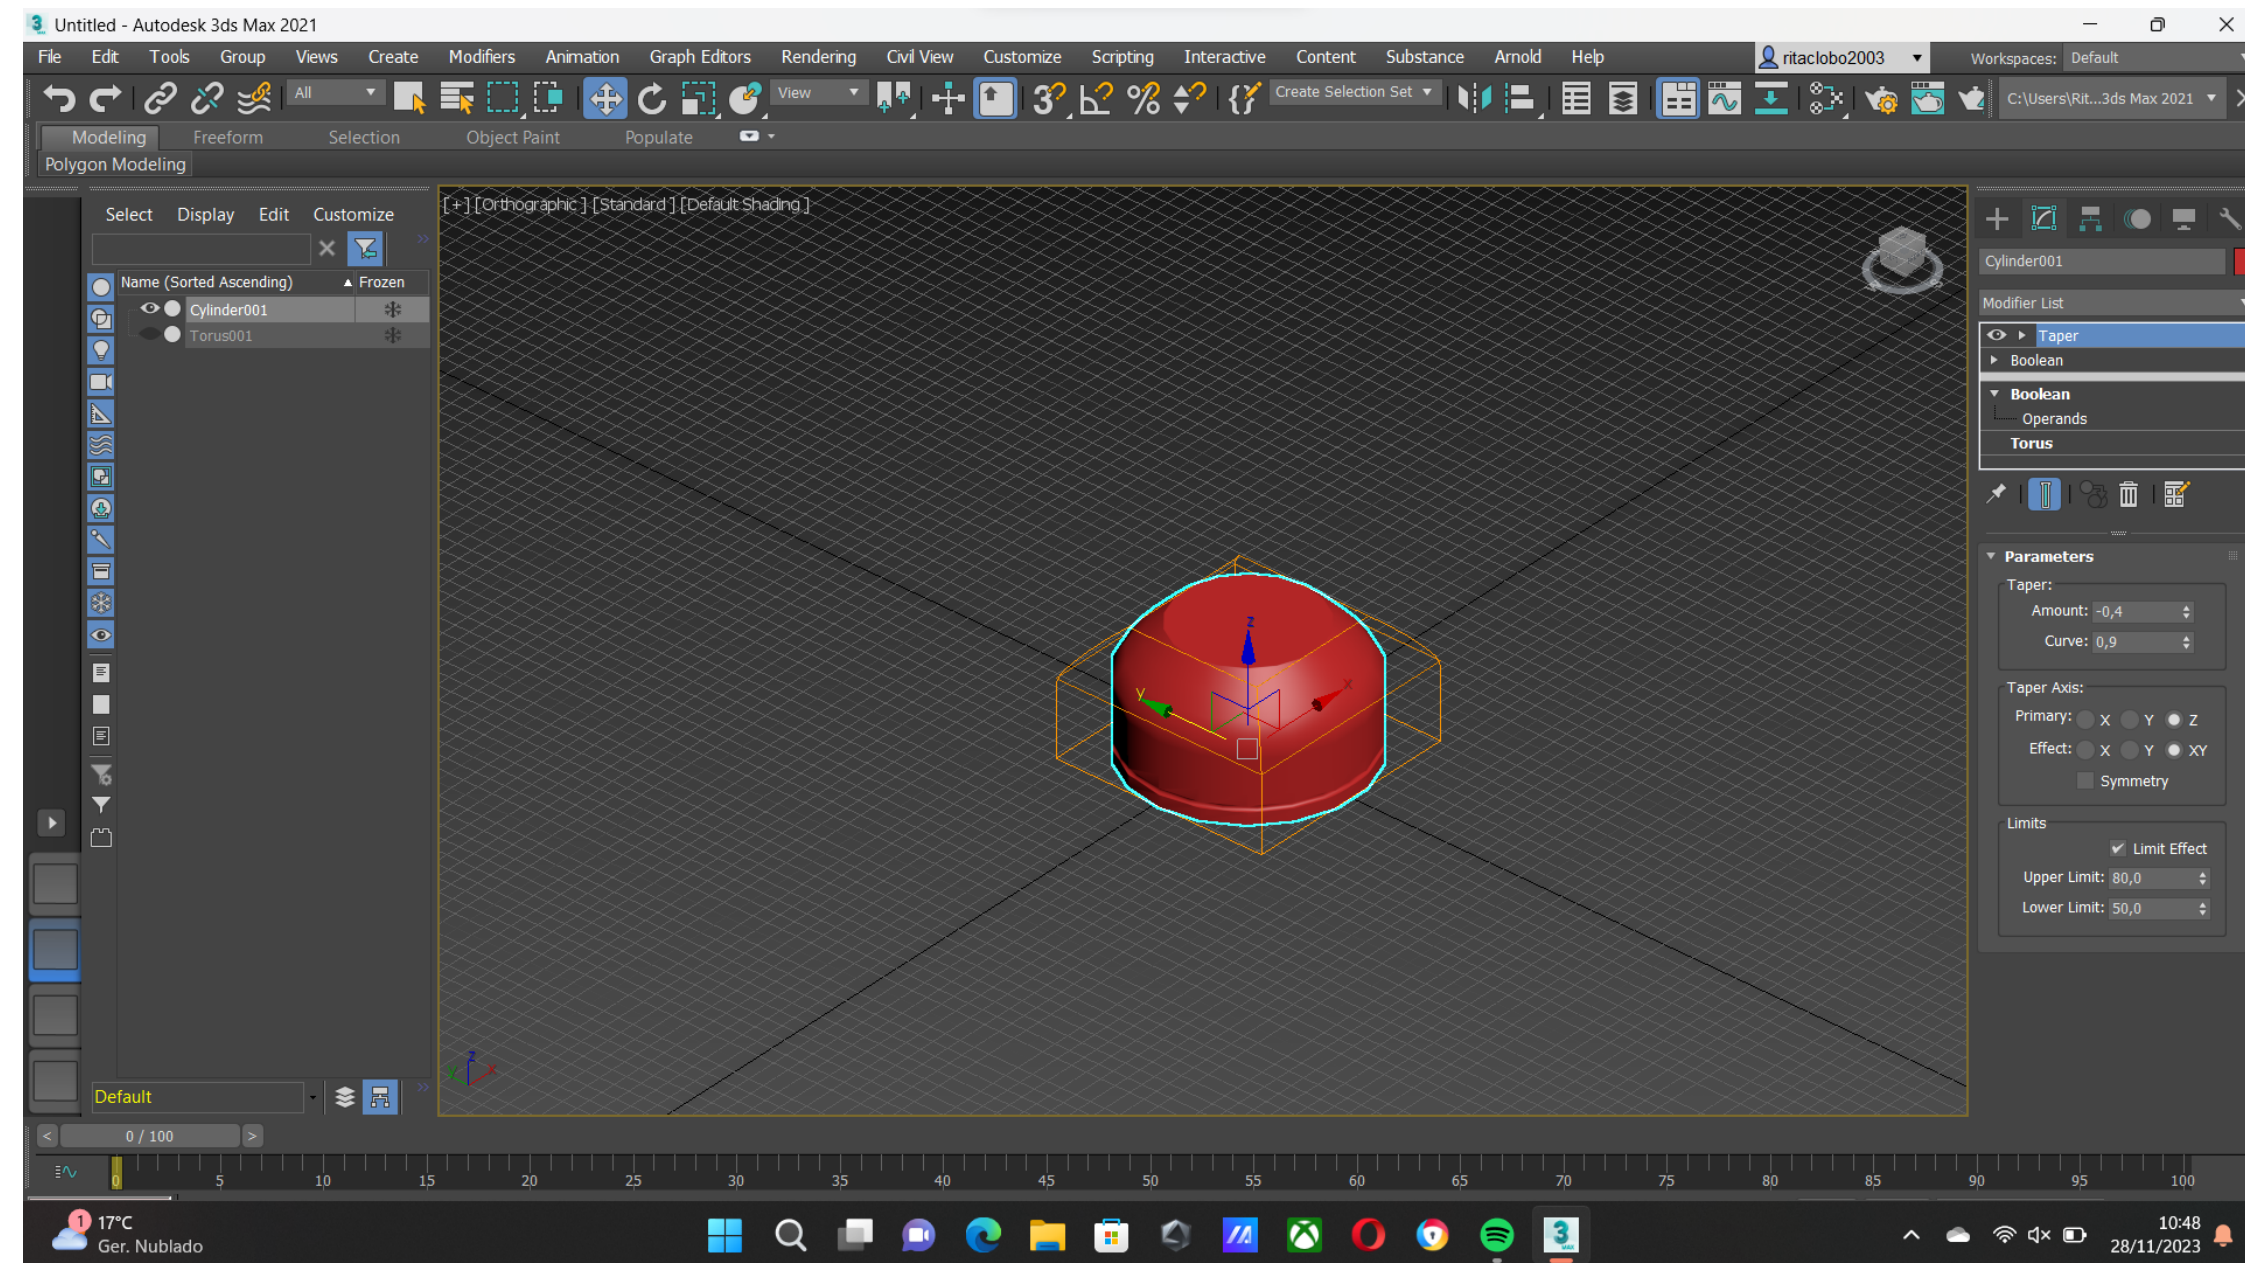 Untitled - Autodesk 3ds Max 2021
File Edit Tools Group Views Create Modifiers Animation Graph Editors Rendering Civil View Customize Scripting Interactive Content Substance Arnold Help ritaclobo2003 Workspaces: Default
All View Create Selection Set C:\Users\Rit...3ds Max 2021
Modeling Freeform Selection Object Paint Populate
Polygon Modeling
Select Display Edit Customize
Name (Sorted Ascending) Frozen
Cylinder001
Torus001
Default
[+] [Orthographic ] [Standard ] [Default Shading ]
z
y
x
z
y
x
Cylinder001
Modifier List
Taper
Boolean
Boolean
Operands
Torus
Parameters
Taper:
Amount: -0,4
Curve: 0,9
Taper Axis:
Primary: X Y Z
Effect: X Y XY
Symmetry
Limits
Limit Effect
Upper Limit: 80,0
Lower Limit: 50,0
< 0 / 100 >
0 5 10 15 20 25 30 35 40 45 50 55 60 65 70 75 80 85 90 95 100
1 17°C
Ger. Nublado
3
MAX
10:48
28/11/2023